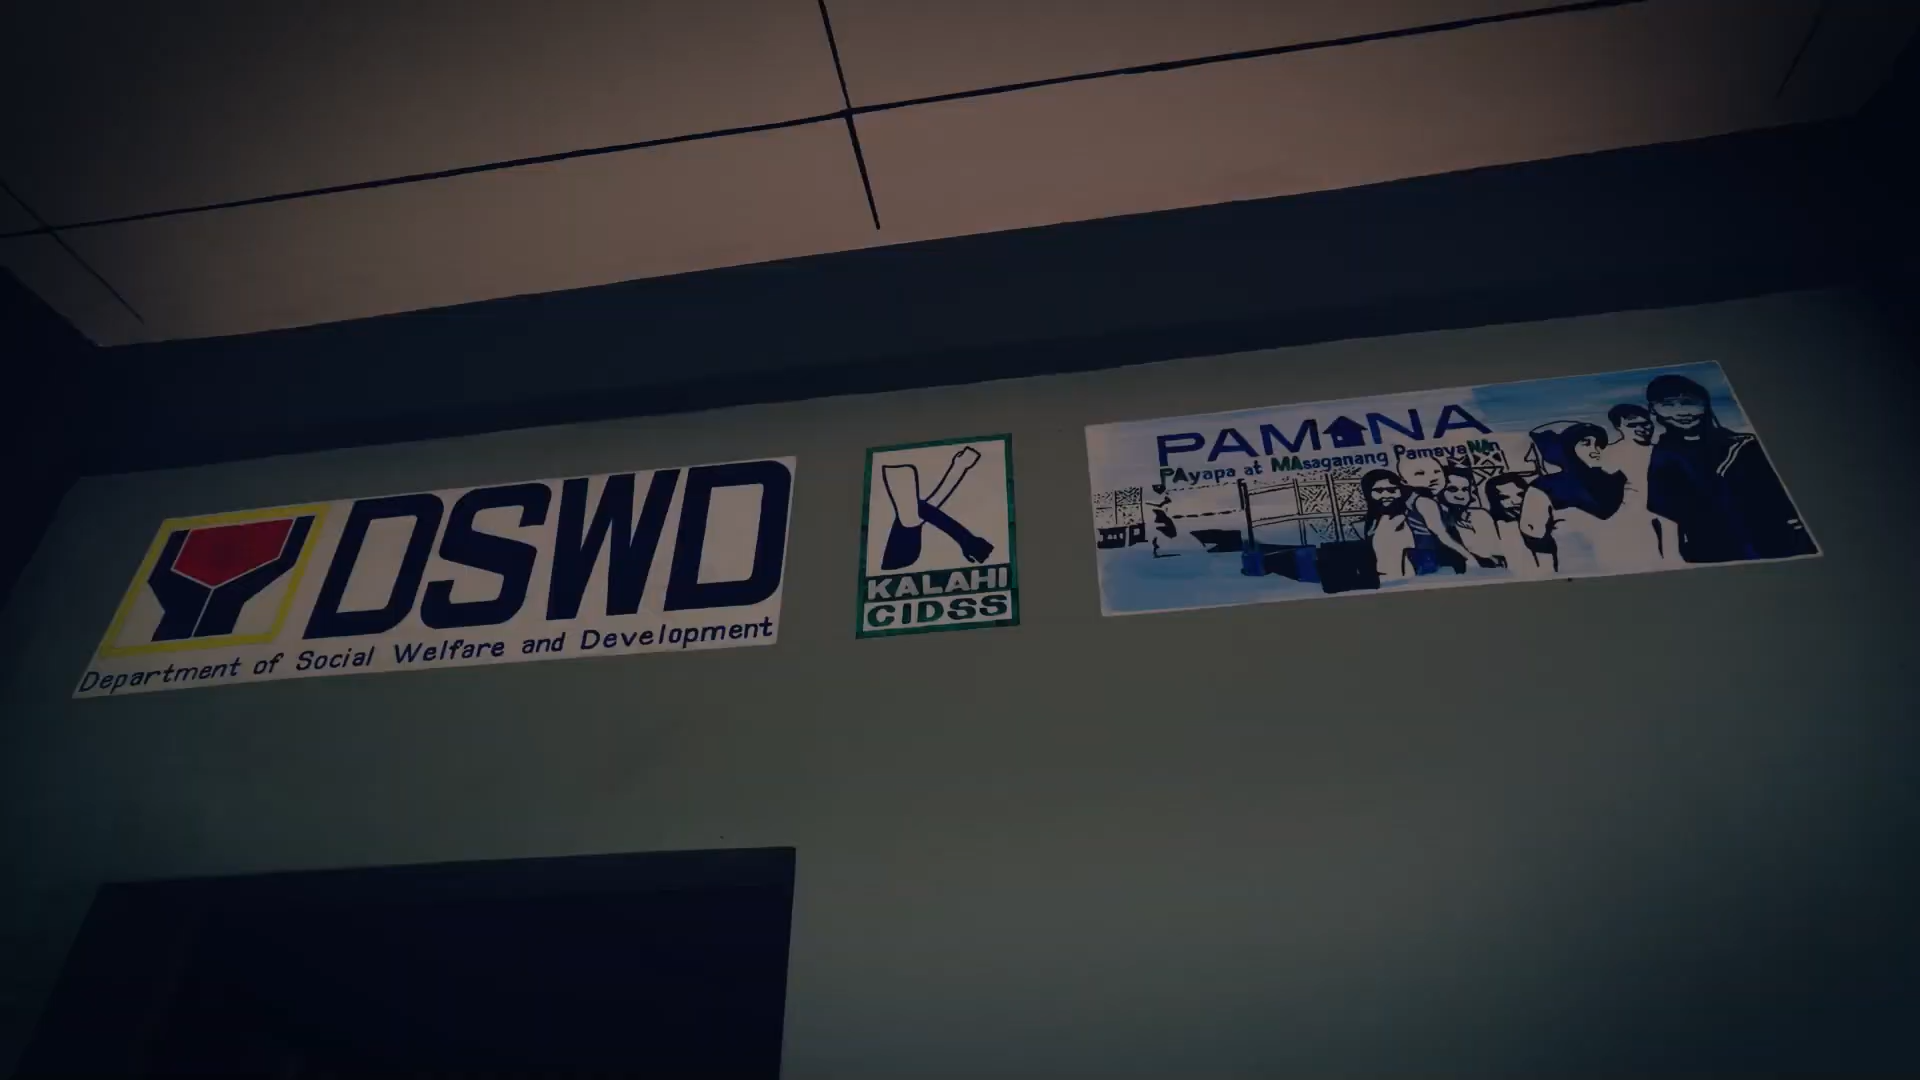 DSWD
Department of Social Welfare and Development
KALAHI
CIDSS
PAMANA
PAyapa at MAsaganang PamayaNAn